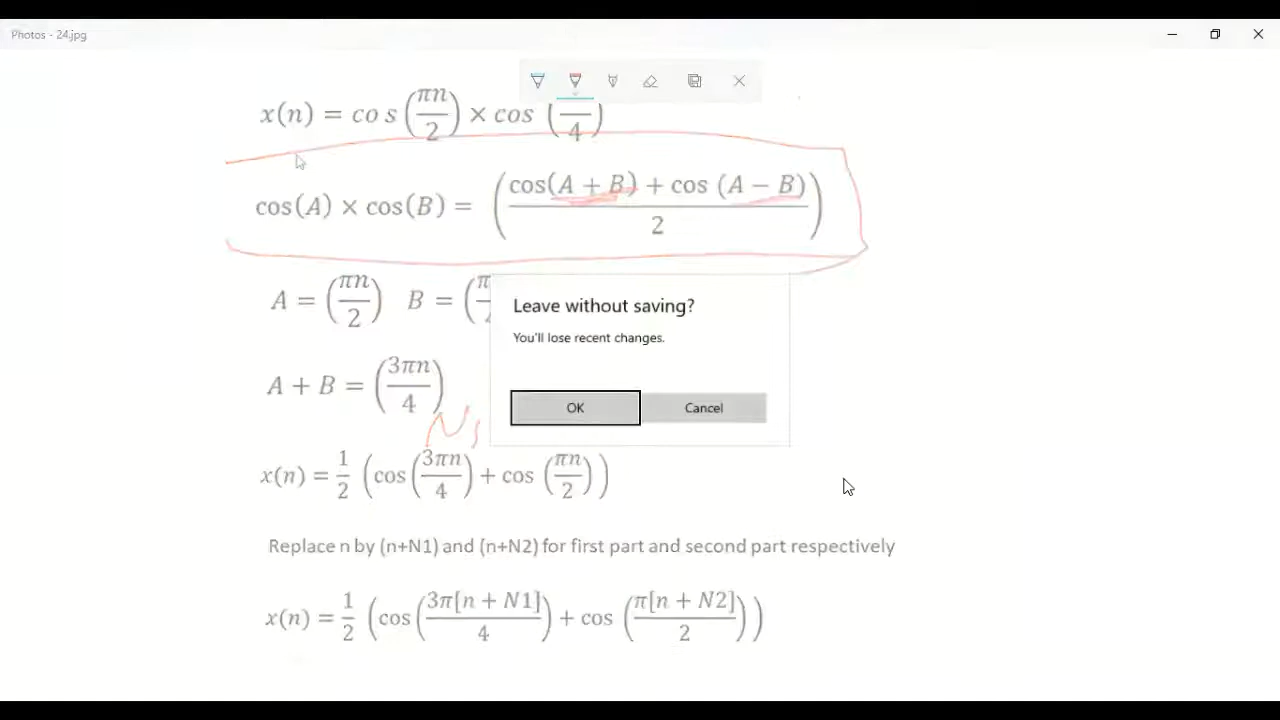 Photos - 24.jpg
x(n) = cos (πn/2) × cos ( /4)
cos(A) × cos(B) = ((cos(A + B) + cos (A − B))/2)
A = (πn/2) B = (π
A + B = (3πn/4)
N1
x(n) = 1/2 (cos(3πn/4) + cos (πn/2))
Replace n by (n+N1) and (n+N2) for first part and second part respectively
x(n) = 1/2 (cos(3π[n + N1]/4) + cos (π[n + N2]/2))
Leave without saving?
You'll lose recent changes.
OK Cancel